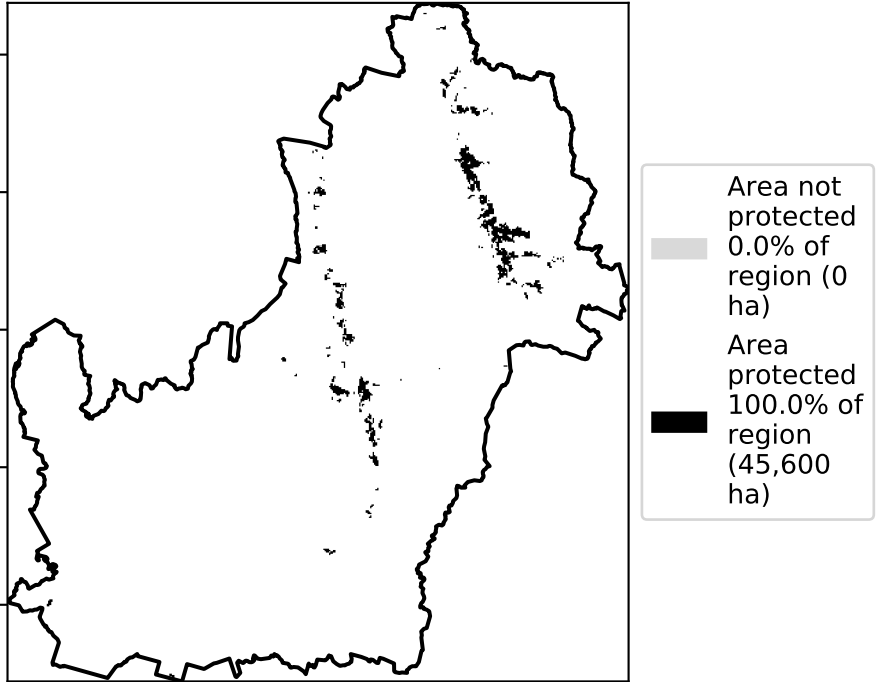 Area not
protected
0.0% of
region (0
ha)
Area
protected
100.0% of
region
(45,600
ha)